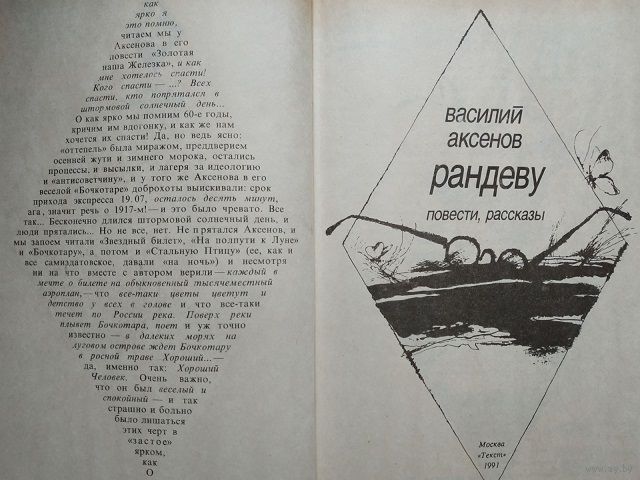 как
ярко я
это помню,
читаем мы у
Аксенова в его
повести «Золотая
наша Железка», и как
мне хотелось спасти!
Кого спасти — ...? Всех
спасти, кто попрятался в
штормовой солнечный день...
О как ярко мы помним 60-е годы,
кричим им вдогонку, и как же нам
хочется их спасти! Да, но ведь ясно;
«оттепель» была миражом, преддверием
осенней жути и зимнего морока, остались
процессы, и высылки, и лагеря за идеологию
и «антисоветчину», и у того же Аксенова в его
веселой «Бочкотаре» доброхоты выискивали: срок
прихода экспресса 19.07, осталось десять минут,
ага, значит речь о 1917-м!— и это было чревато. Все
так... Бесконечно длился штормовой солнечный день, и
люди прятались... Но не все, нет. Не прятался Аксенов, и
мы запоем читали «Звездный билет», «На полпути к Луне»
и «Бочкотару», а потом и «Стальную Птицу» (ее, как и
все самиздатовское, давали «на ночь») и несмотря
ни на что вместе с автором верили — каждый в
мечте о билете на обыкновенный тысячеместный
аэроплан,— что все-таки цветы цветут и
детство у всех в голове и что все-таки
течет по России река. Поверх реки
плывет Бочкотара, поет и уж точно
известно — в далеких морях на
луговом острове ждет Бочкотару
в росной траве Хороший...—
да, именно так: Хороший
Человек. Очень важно,
что он был веселый и
спокойный — и так
страшно и больно
было лишаться
этих черт в
«застое»
ярком,
как
О
василий
аксенов
рандеву
повести, рассказы
Москва
«Текст»
1991
www.ay.by